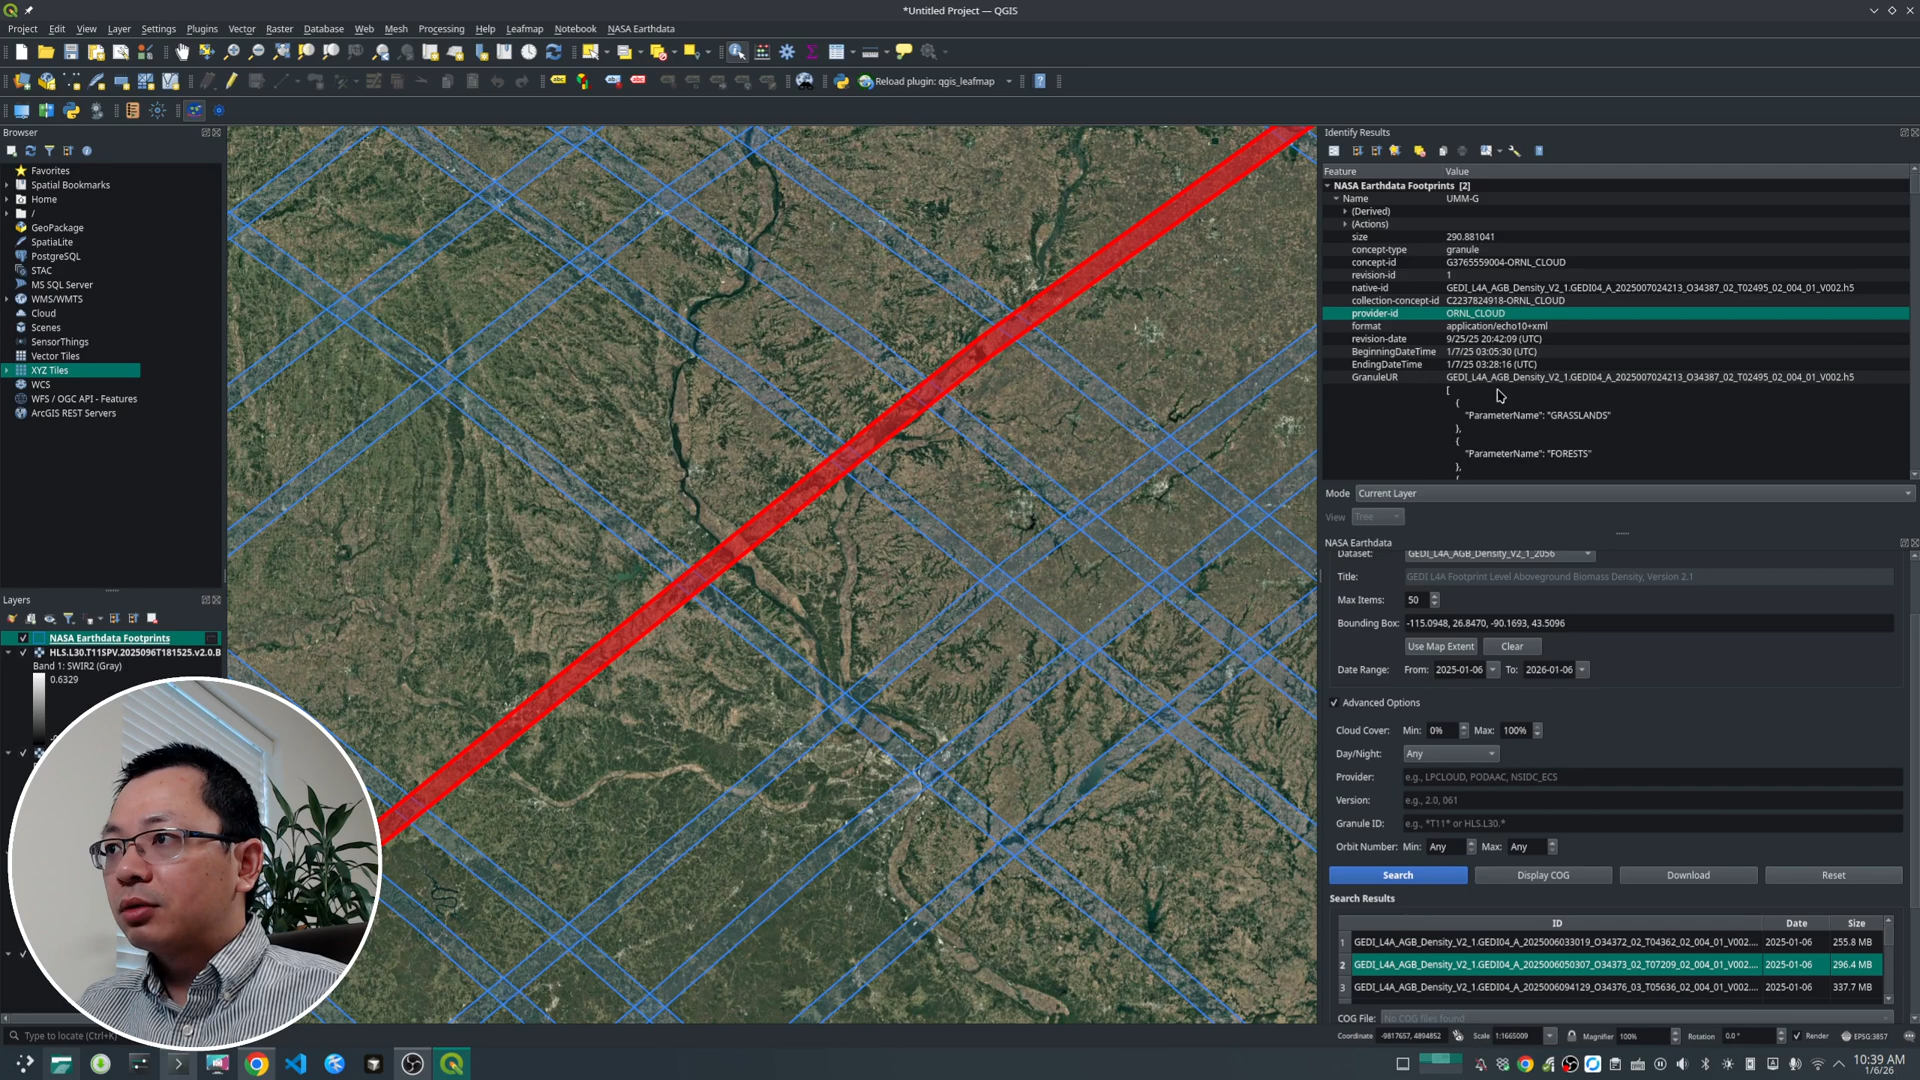 *Untitled Project — QGIS
Project Edit View Layer Settings Plugins Vector Raster Database Web Mesh Processing Help Leafmap Notebook NASA Earthdata
Reload plugin: qgis_leafmap
Browser
Favorites
Spatial Bookmarks
Home
/
GeoPackage
SpatiaLite
PostgreSQL
STAC
MS SQL Server
WMS/WMTS
Cloud
Scenes
SensorThings
Vector Tiles
XYZ Tiles
WCS
WFS / OGC API - Features
ArcGIS REST Servers
Layers
NASA Earthdata Footprints
HLS.L30.T11SPV.2025096T181525.v2.0.B
Band 1: SWIR2 (Gray)
0.6329
Type to locate (Ctrl+K)
Identify Results
Feature Value
NASA Earthdata Footprints [2]
Name UMM-G
(Derived)
(Actions)
size 290.881041
concept-type granule
concept-id G3765559004-ORNL_CLOUD
revision-id 1
native-id GEDI_L4A_AGB_Density_V2_1.GEDI04_A_2025007024213_O34387_02_T02495_02_004_01_V002.h5
collection-concept-id C2237824918-ORNL_CLOUD
provider-id ORNL_CLOUD
format application/echo10+xml
revision-date 9/25/25 20:42:09 (UTC)
BeginningDateTime 1/7/25 03:05:30 (UTC)
EndingDateTime 1/7/25 03:28:16 (UTC)
GranuleUR GEDI_L4A_AGB_Density_V2_1.GEDI04_A_2025007024213_O34387_02_T02495_02_004_01_V002.h5
[
{
"ParameterName": "GRASSLANDS"
},
{
"ParameterName": "FORESTS"
},
Mode Current Layer
View Tree
NASA Earthdata
Dataset: GEDI_L4A_AGB_Density_V2_1_2056
Title: GEDI L4A Footprint Level Aboveground Biomass Density, Version 2.1
Max Items: 50
Bounding Box: -115.0948, 26.8470, -90.1693, 43.5096
Use Map Extent Clear
Date Range: From: 2025-01-06 To: 2026-01-06
Advanced Options
Cloud Cover: Min: 0% Max: 100%
Day/Night: Any
Provider: e.g., LPCLOUD, PODAAC, NSIDC_ECS
Version: e.g., 2.0, 061
Granule ID: e.g., *T11* or HLS.L30.*
Orbit Number: Min: Any Max: Any
Search Display COG Download Reset
Search Results
ID Date Size
1 GEDI_L4A_AGB_Density_V2_1.GEDI04_A_2025006033019_O34372_02_T04362_02_004_01_V002.... 2025-01-06 255.8 MB
2 GEDI_L4A_AGB_Density_V2_1.GEDI04_A_2025006050307_O34373_02_T07209_02_004_01_V002.... 2025-01-06 296.4 MB
3 GEDI_L4A_AGB_Density_V2_1.GEDI04_A_2025006094129_O34376_03_T05636_02_004_01_V002.... 2025-01-06 337.7 MB
COG File: No COG files found
Coordinate -9817657, 4894852 Scale 1:1665009 Magnifier 100% Rotation 0.0 ° Render EPSG:3857
10:39 AM
1/6/26